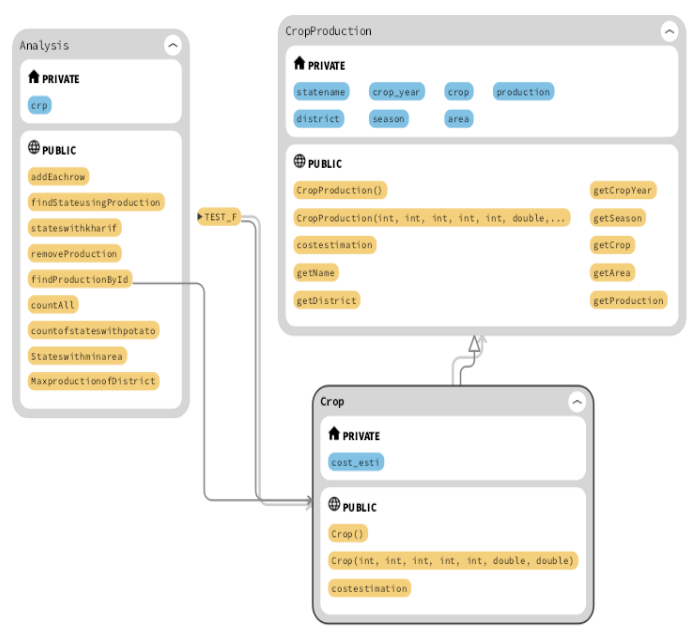 Analysis
PRIVATE
crp
PUBLIC
addEachrow
findStateusingProduction
stateswithkharif
removeProduction
findProductionById
countAll
countofstateswithpotato
Stateswithminarea
MaxproductionofDistrict
TEST_F
CropProduction
PRIVATE
statename crop_year crop production
district season area
PUBLIC
CropProduction() getCropYear
CropProduction(int, int, int, int, int, double,... getSeason
costestimation getCrop
getName getArea
getDistrict getProduction
Crop
PRIVATE
cost_esti
PUBLIC
Crop()
Crop(int, int, int, int, int, double, double)
costestimation